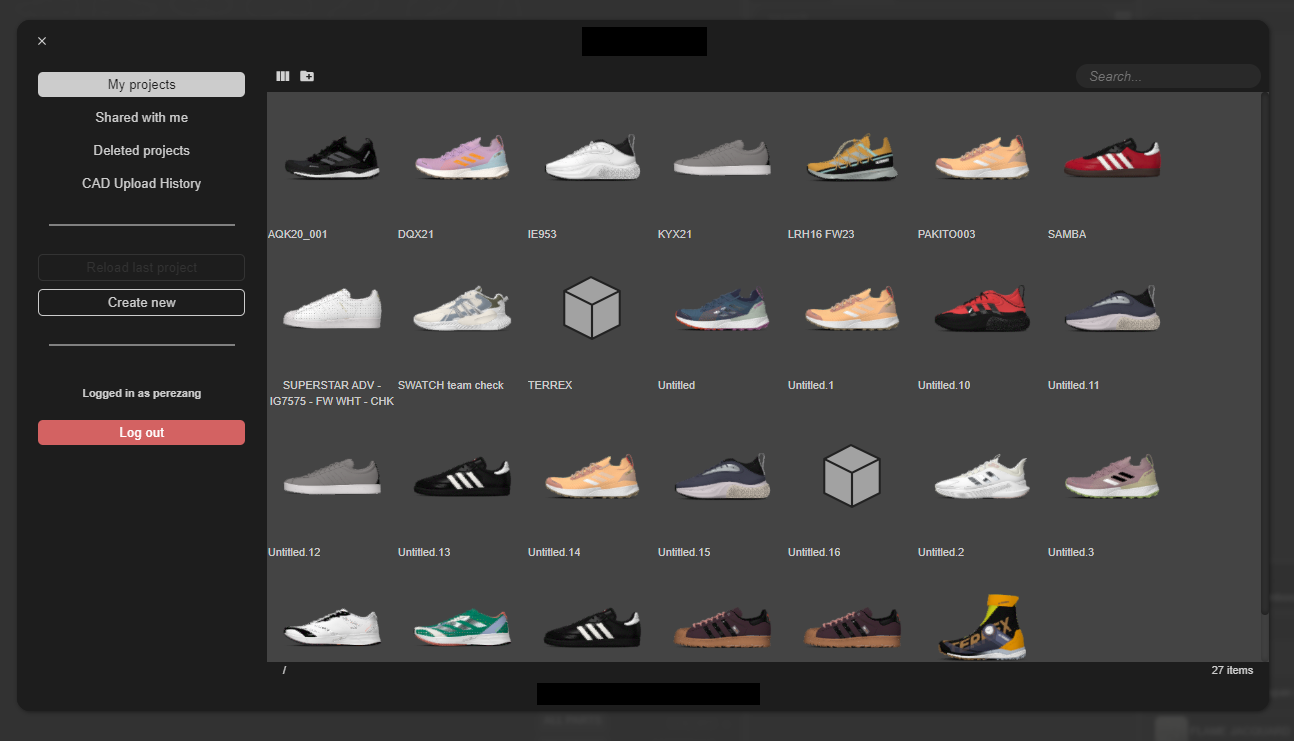 ×
My projects
Search...
Shared with me
Deleted projects
CAD Upload History
Reload last project
Create new
Logged in as perezang
Log out
AQK20_001
DQX21
IE953
KYX21
LRH16 FW23
PAKITO003
SAMBA
SUPERSTAR ADV -
IG7575 - FW WHT - CHK
SWATCH team check
TERREX
Untitled
Untitled.1
Untitled.10
Untitled.11
Untitled.12
Untitled.13
Untitled.14
Untitled.15
Untitled.16
Untitled.2
Untitled.3
/
27 items